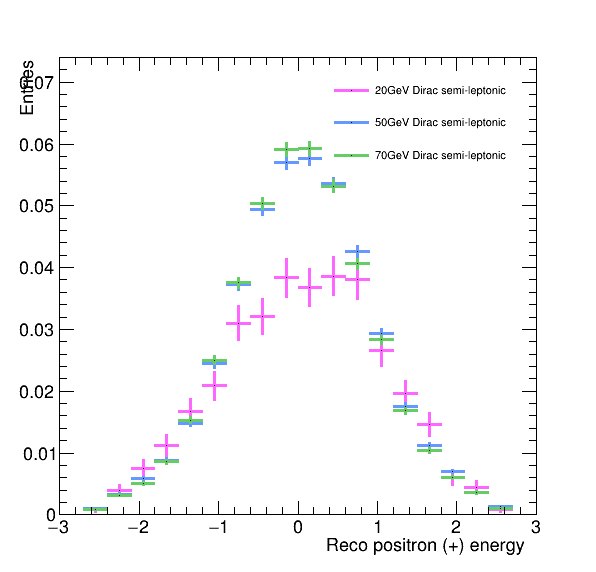 Entries
0.07
0.06
0.05
0.04
0.03
0.02
0.01
0
−3 −2 −1 0 1 2 3
Reco positron (+) energy
20GeV Dirac semi-leptonic
50GeV Dirac semi-leptonic
70GeV Dirac semi-leptonic